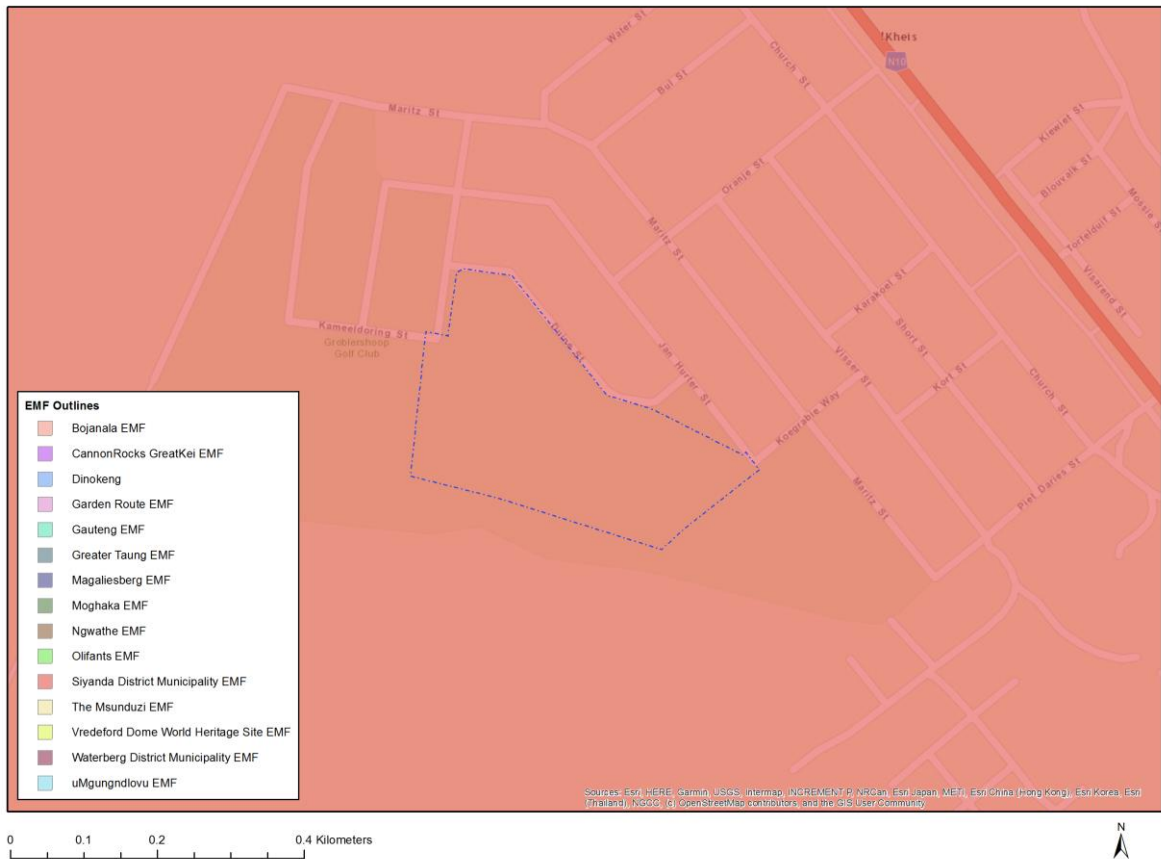 !Kheis
N10
Water St
Bul St
Church St
Maritz St
Kiewiet St
Blouvalk St
Mossie St
Oranje St
Tortelduif St
Visarend St
Maritz St
Karakoel St
Short St
Kameeldoring St
Groblershoop
Golf Club
Duine St
Jan Hurter St
Visser St
Kort St
Church St
Koegrabie Way
Maritz St
Piet Daries St
EMF Outlines
Bojanala EMF
CannonRocks GreatKei EMF
Dinokeng
Garden Route EMF
Gauteng EMF
Greater Taung EMF
Magaliesberg EMF
Moghaka EMF
Ngwathe EMF
Olifants EMF
Siyanda District Municipality EMF
The Msunduzi EMF
Vredeford Dome World Heritage Site EMF
Waterberg District Municipality EMF
uMgungndlovu EMF
Sources: Esri, HERE, Garmin, USGS, Intermap, INCREMENT P, NRCan, Esri Japan, METI, Esri China (Hong Kong), Esri Korea, Esri
(Thailand), NGCC, (c) OpenStreetMap contributors, and the GIS User Community
0 0.1 0.2 0.4 Kilometers
N